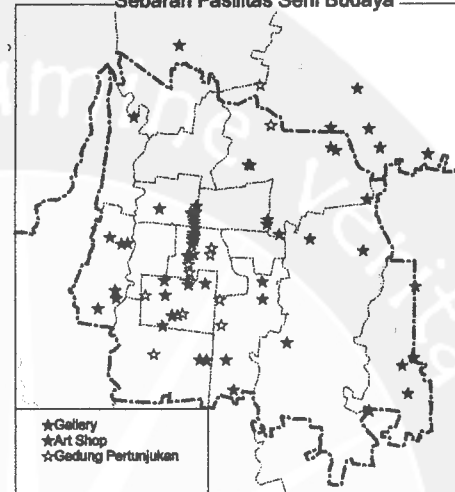 Sebaran Fasilitas Seni Budaya
★Gallery
★Art Shop
☆Gedung Pertunjukan